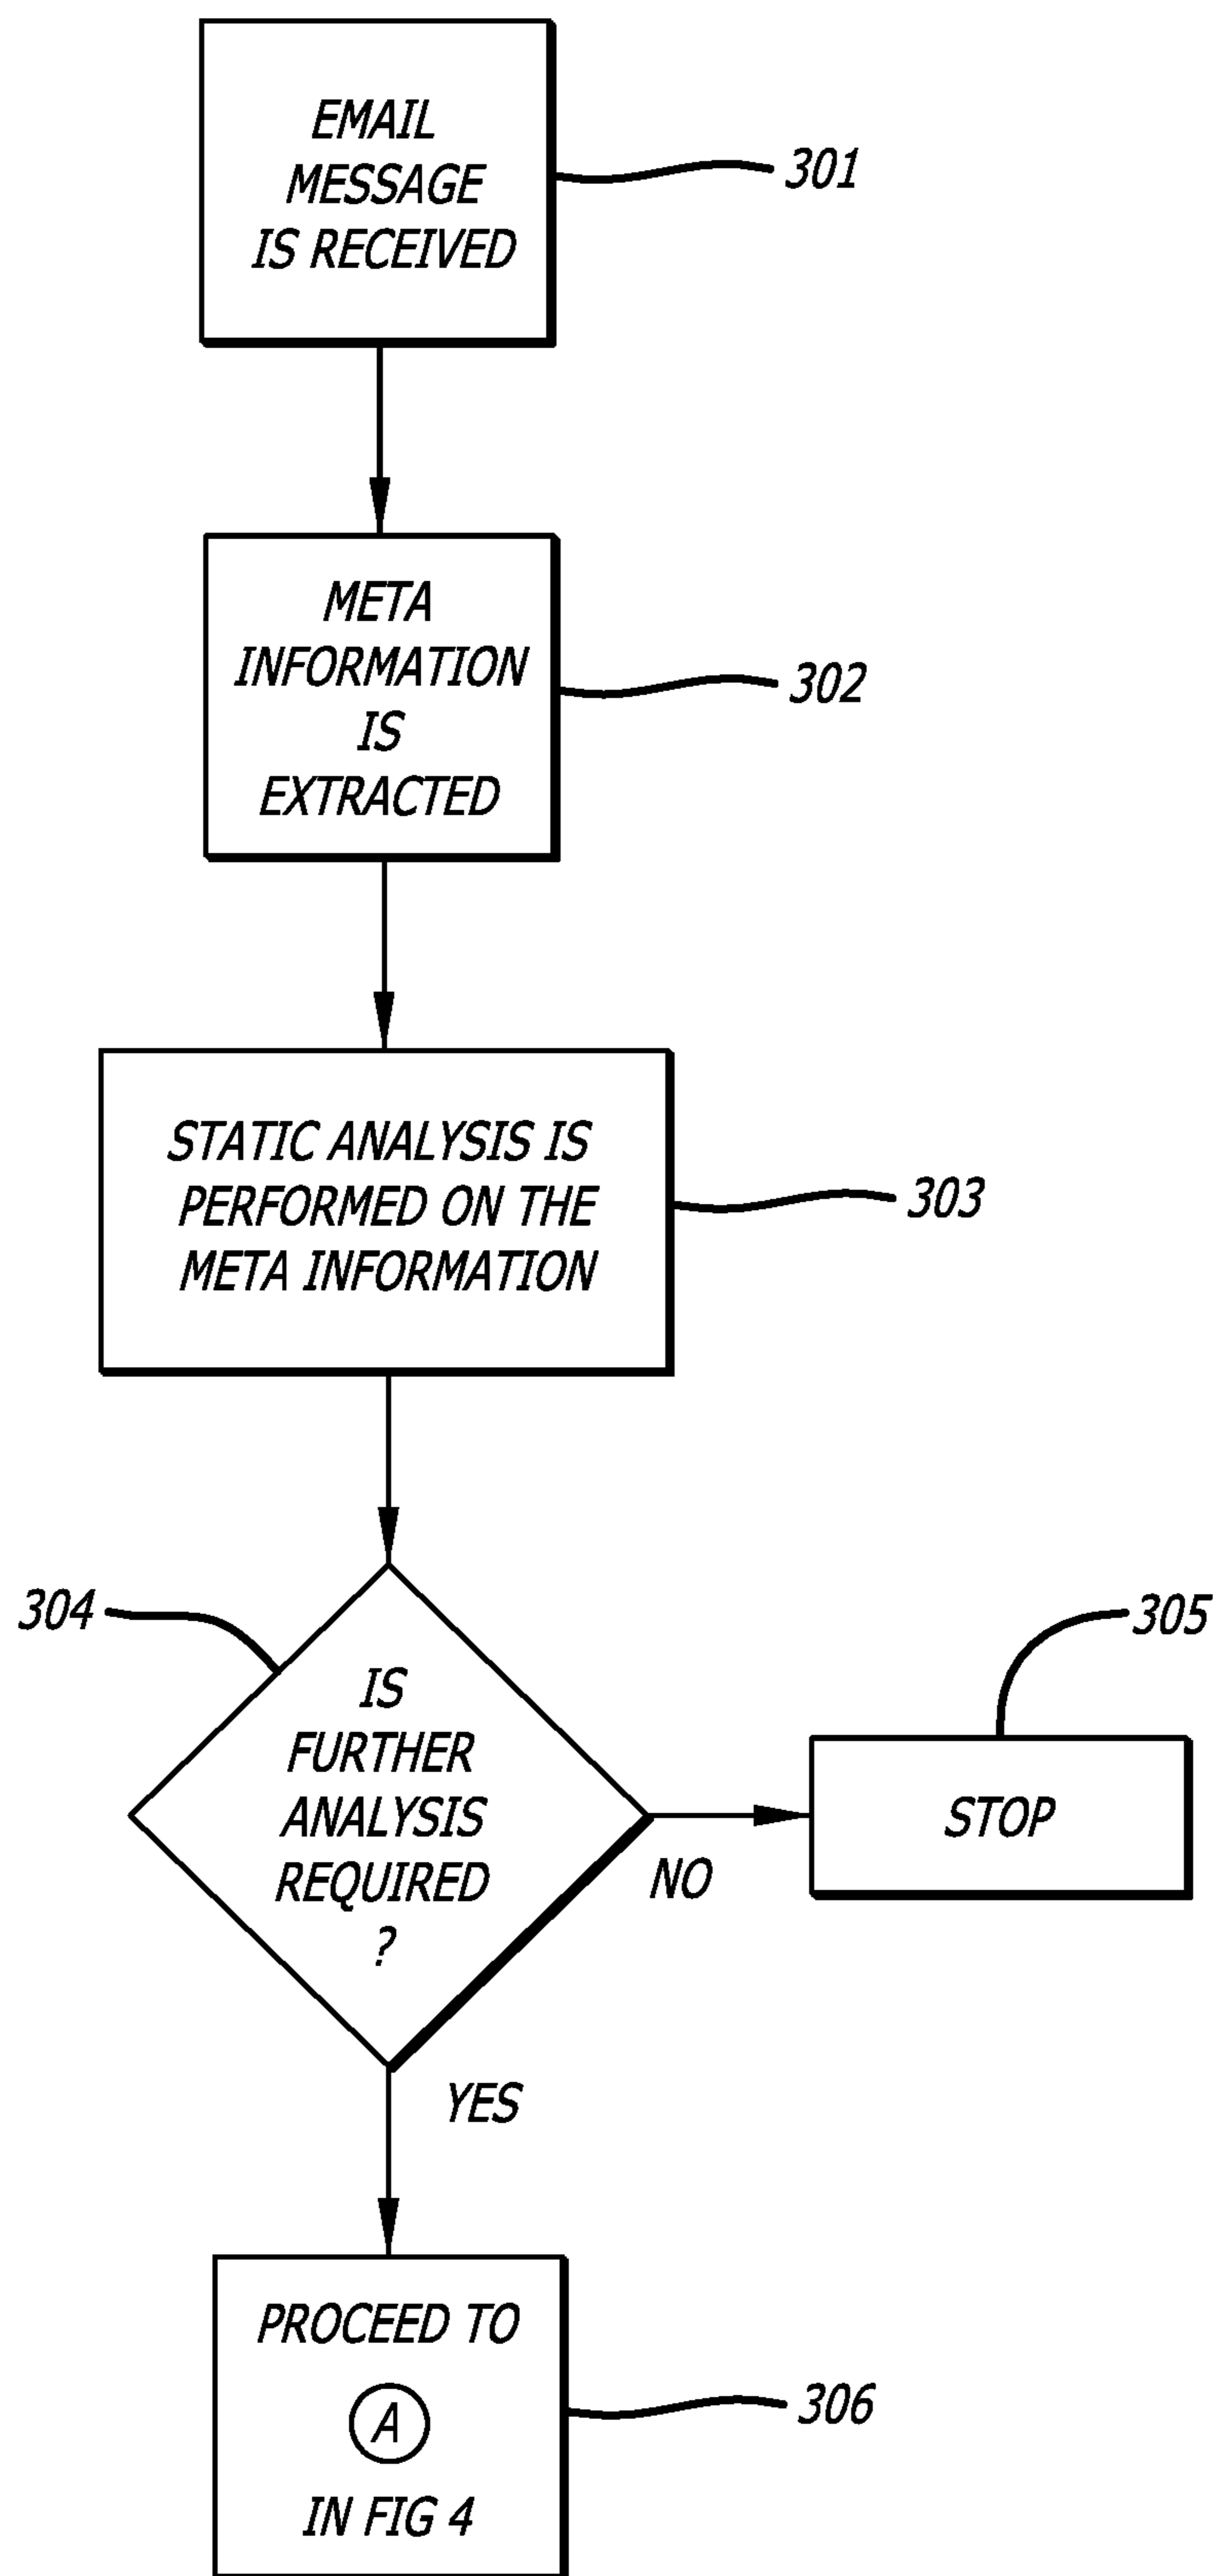 EMAIL
MESSAGE
IS RECEIVED
301
META
INFORMATION
IS
EXTRACTED
302
STATIC ANALYSIS IS
PERFORMED ON THE
META INFORMATION
303
304
IS
FURTHER
ANALYSIS
REQUIRED
?
NO
305
STOP
YES
PROCEED TO
A
IN FIG 4
306